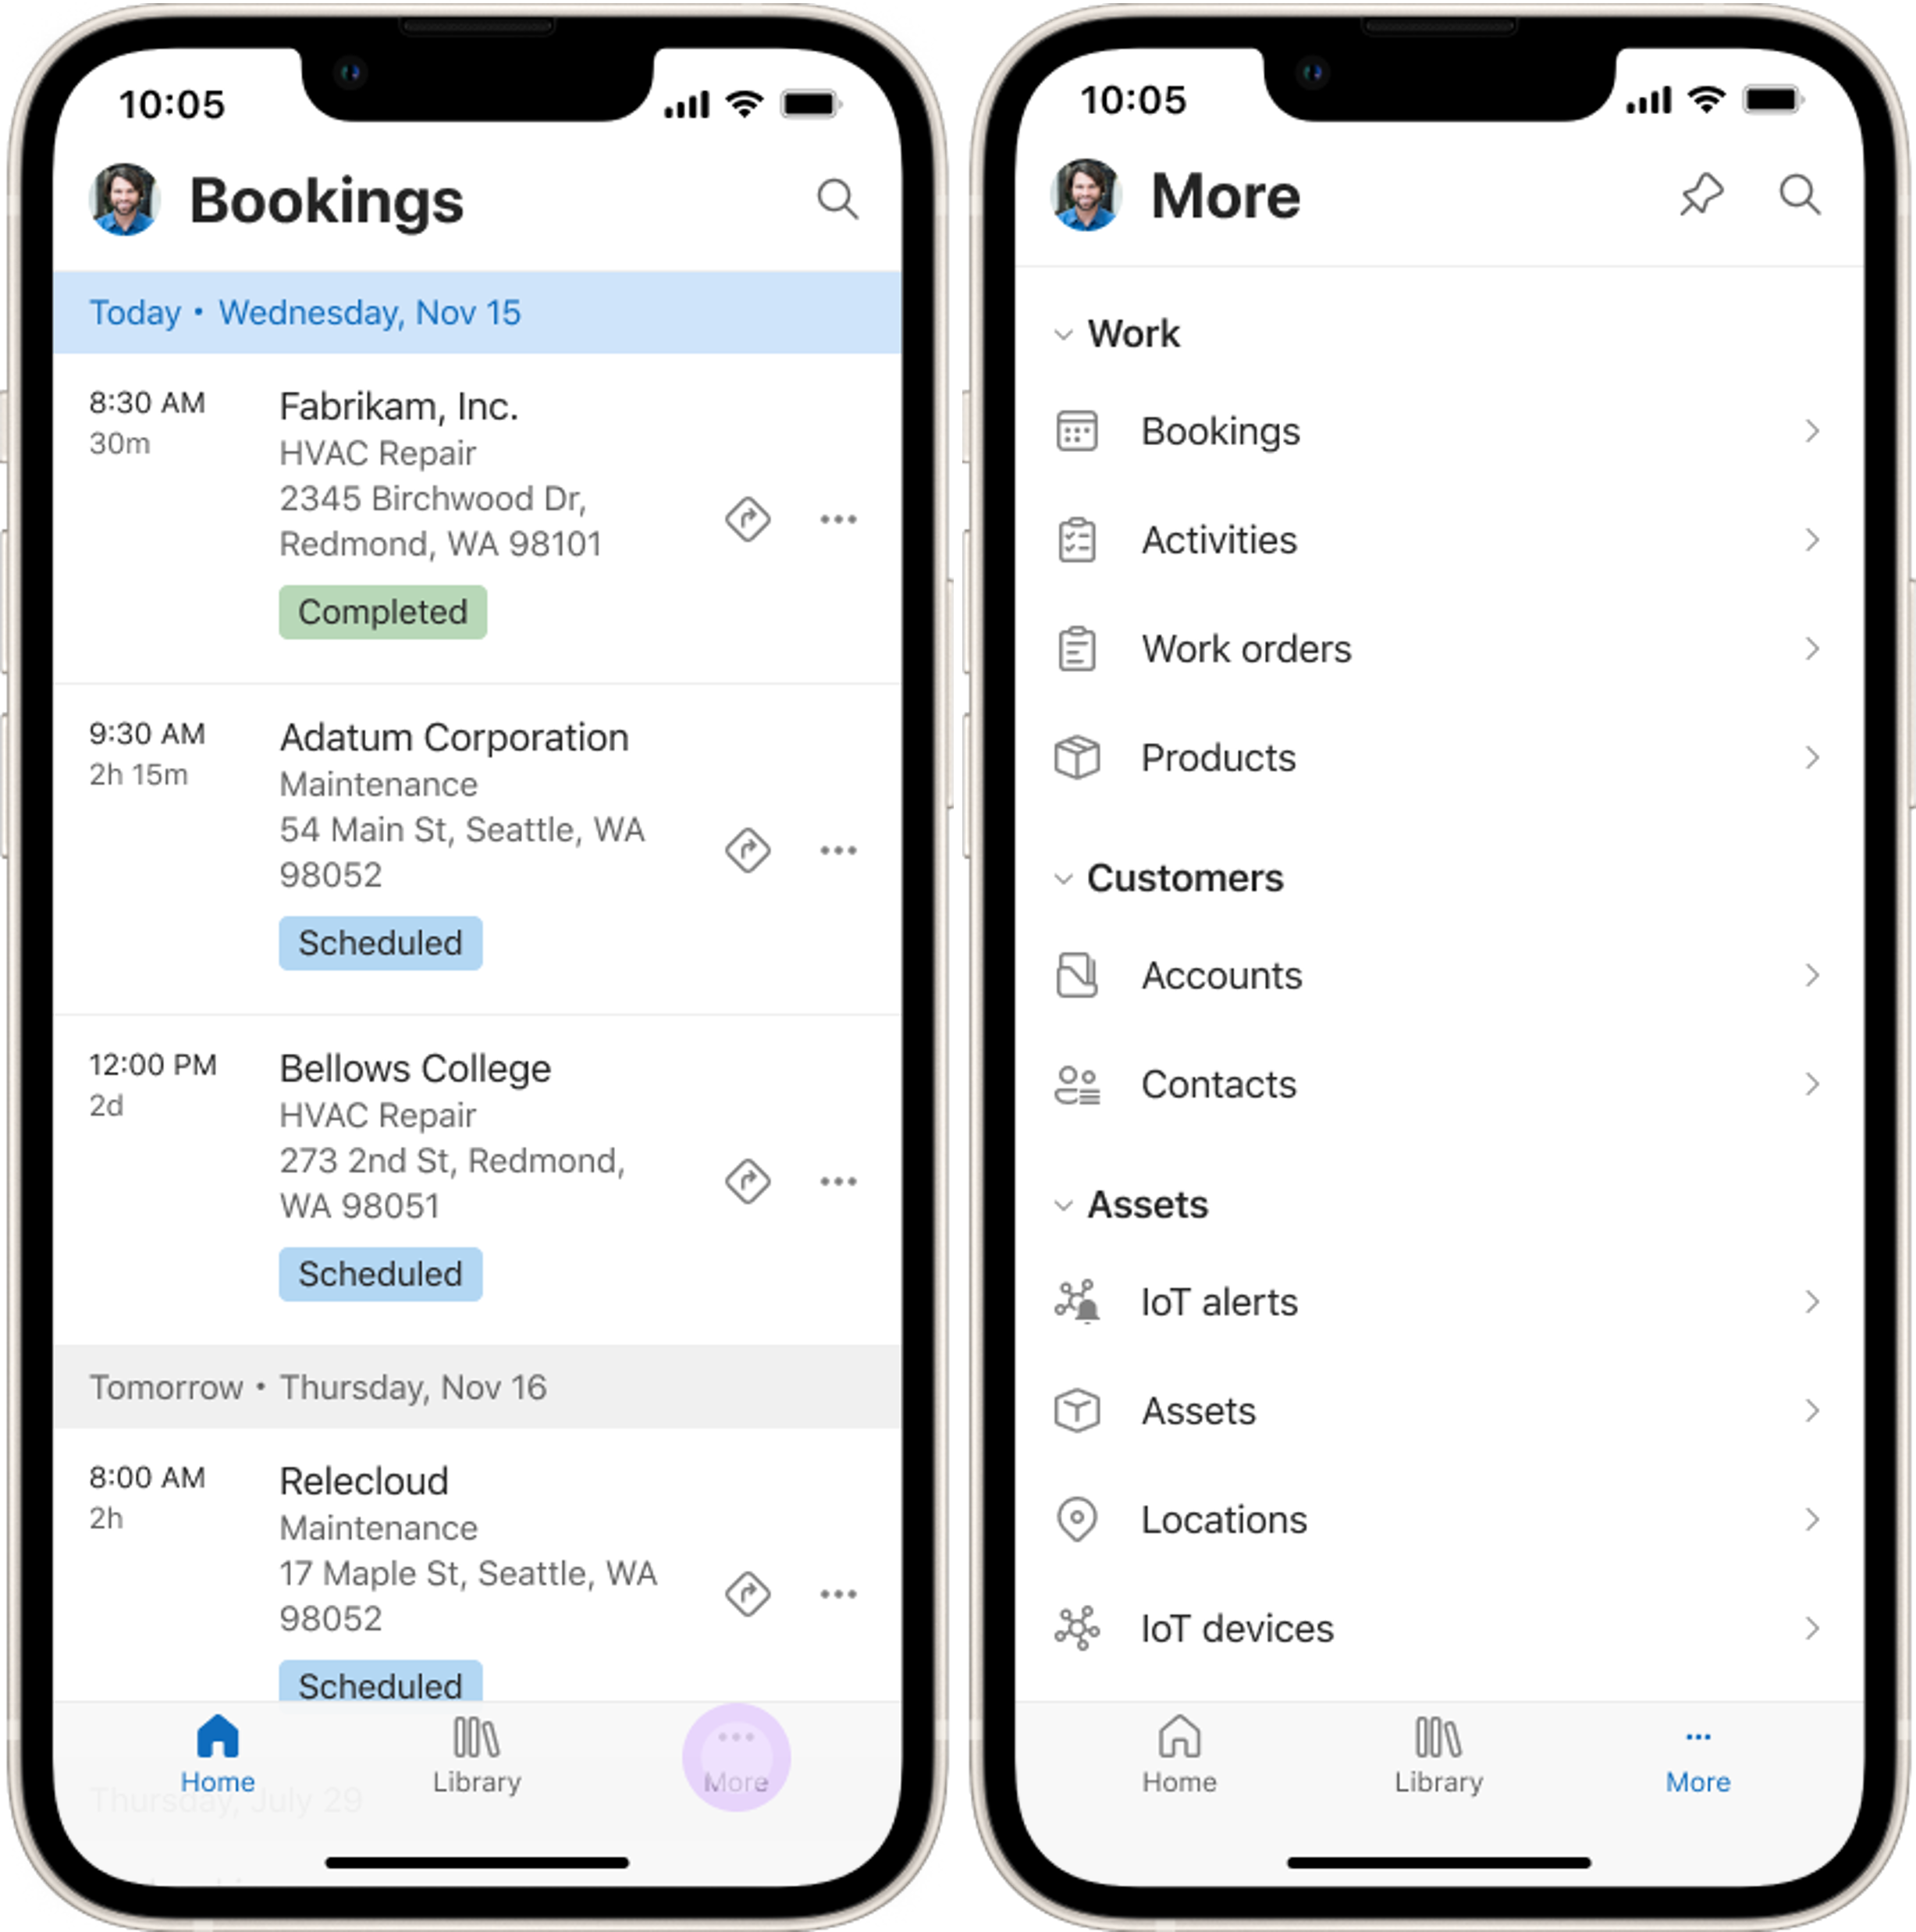 10:05
Bookings
Today • Wednesday, Nov 15
8:30 AM
30m
Fabrikam, Inc.
HVAC Repair
2345 Birchwood Dr,
Redmond, WA 98101
Completed
9:30 AM
2h 15m
Adatum Corporation
Maintenance
54 Main St, Seattle, WA
98052
Scheduled
12:00 PM
2d
Bellows College
HVAC Repair
273 2nd St, Redmond,
WA 98051
Scheduled
Tomorrow • Thursday, Nov 16
8:00 AM
2h
Relecloud
Maintenance
17 Maple St, Seattle, WA
98052
Scheduled
Home
Library
More
Thursday, July 29
10:05
More
Work
Bookings
Activities
Work orders
Products
Customers
Accounts
Contacts
Assets
IoT alerts
Assets
Locations
IoT devices
Home
Library
More